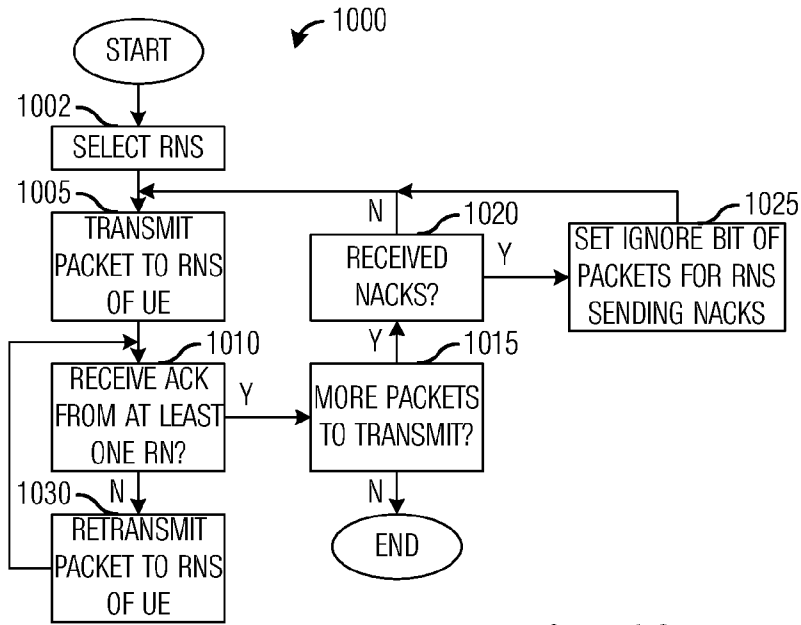 1000
START
1002
SELECT RNS
1005
TRANSMIT
PACKET TO RNS
OF UE
N
1020
RECEIVED
NACKS?
Y
1025
SET IGNORE BIT OF
PACKETS FOR RNS
SENDING NACKS
1010
RECEIVE ACK
FROM AT LEAST
ONE RN?
Y
Y
1015
MORE PACKETS
TO TRANSMIT?
N
1030
RETRANSMIT
PACKET TO RNS
OF UE
N
END